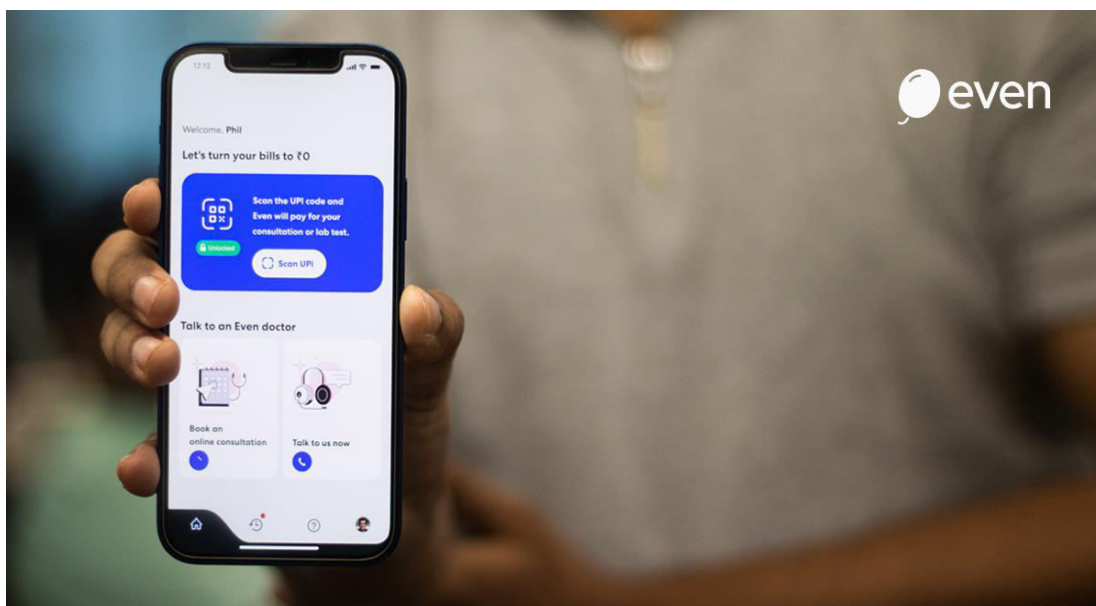 12:12
even
Welcome, Phil
Let's turn your bills to ₹0
Scan the UPI code and
Even will pay for your
consultation or lab test.
Unlocked
Scan UPI
Talk to an Even doctor
Book an
online consultation
Talk to us now